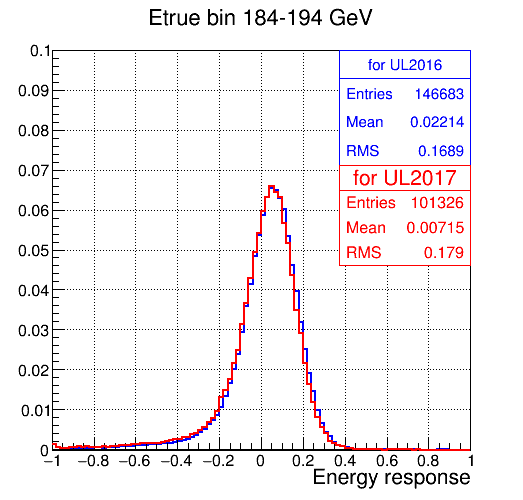 Etrue bin 184-194 GeV
for UL2016
Entries 146683
Mean 0.02214
RMS 0.1689
for UL2017
Entries 101326
Mean 0.00715
RMS 0.179
0.1
0.09
0.08
0.07
0.06
0.05
0.04
0.03
0.02
0.01
0
−1 −0.8 −0.6 −0.4 −0.2 0 0.2 0.4 0.6 0.8 1
Energy response